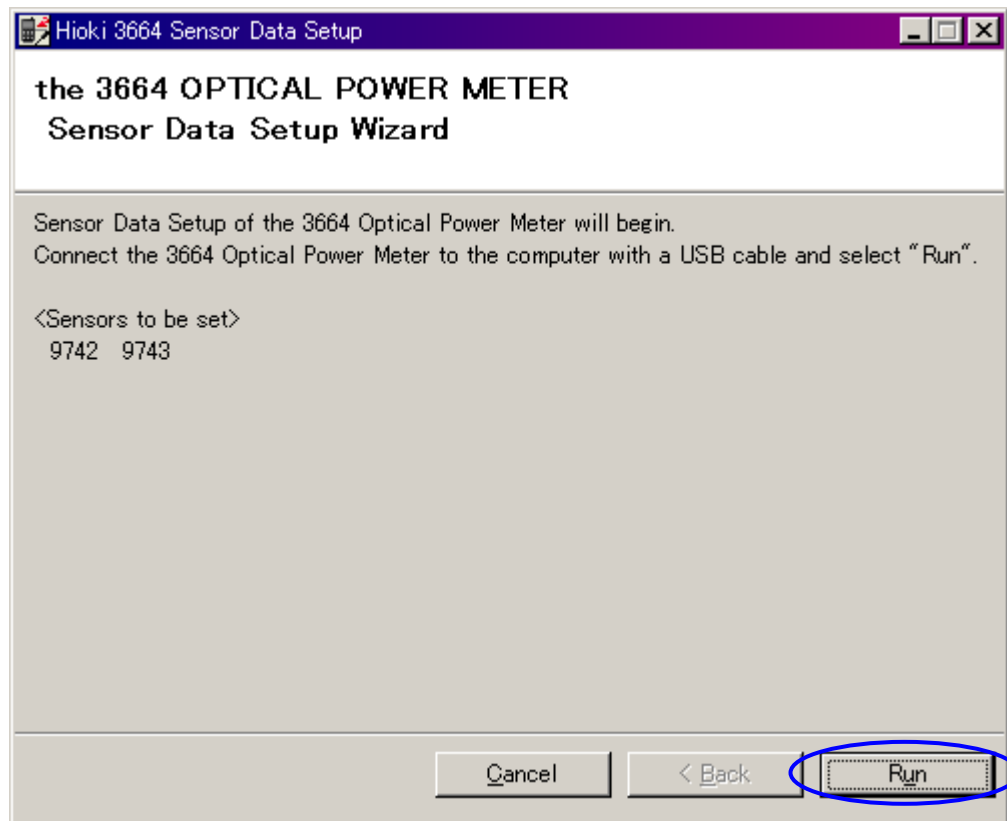 Hioki 3664 Sensor Data Setup
the 3664 OPTICAL POWER METER
Sensor Data Setup Wizard
Sensor Data Setup of the 3664 Optical Power Meter will begin.
Connect the 3664 Optical Power Meter to the computer with a USB cable and select "Run".
<Sensors to be set>
9742 9743
Cancel < Back Run